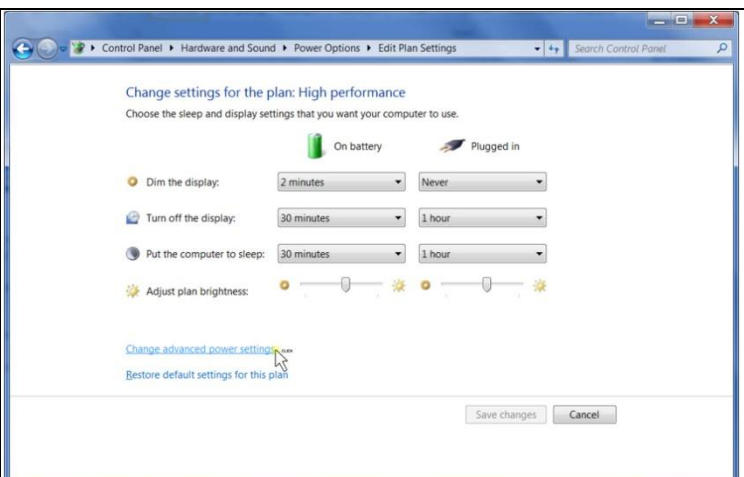 Control Panel ▸ Hardware and Sound ▸ Power Options ▸ Edit Plan Settings
Search Control Panel
Change settings for the plan: High performance
Choose the sleep and display settings that you want your computer to use.
On battery Plugged in
Dim the display: 2 minutes Never
Turn off the display: 30 minutes 1 hour
Put the computer to sleep: 30 minutes 1 hour
Adjust plan brightness:
Change advanced power settings
Restore default settings for this plan
Save changes Cancel